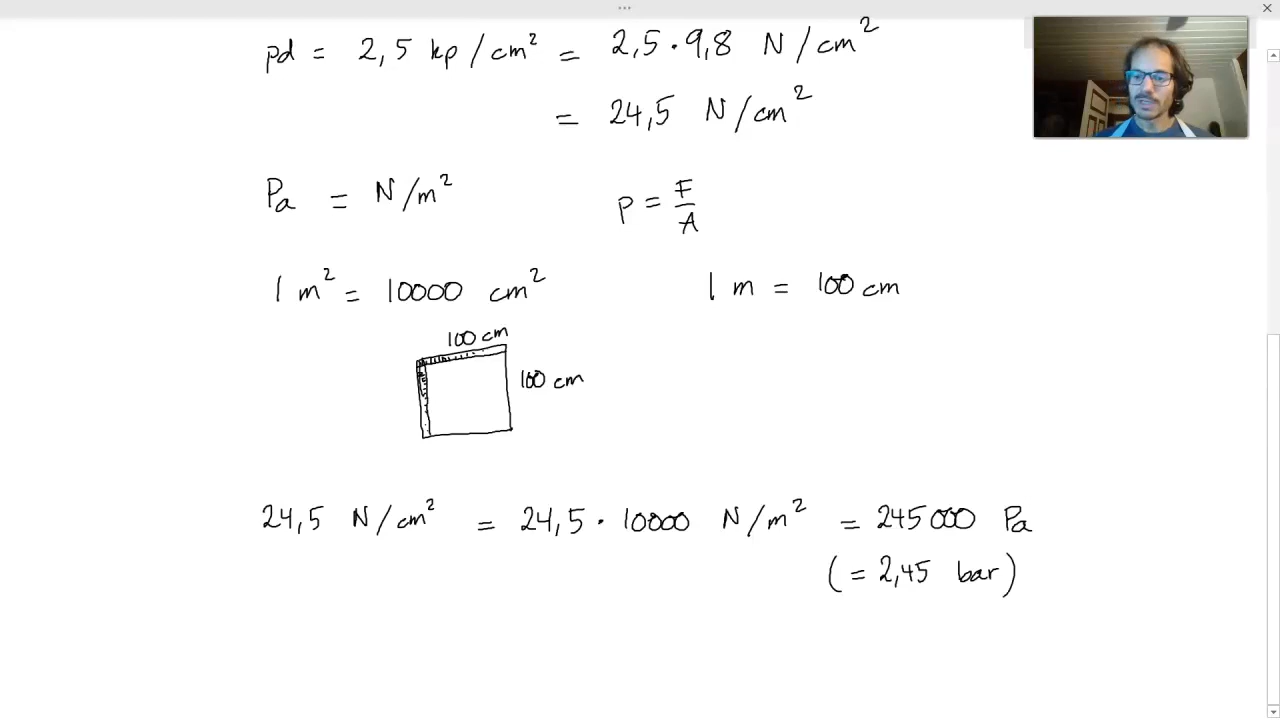 pd = 2,5 kp/cm² = 2,5·9,8 N/cm²
= 24,5 N/cm²
Pa = N/m² p = F/A
1 m² = 10000 cm² 1 m = 100 cm
100 cm
100 cm
24,5 N/cm² = 24,5·10000 N/m² = 245000 Pa
(= 2,45 bar)